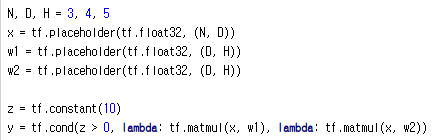 N, D, H = 3, 4, 5
x = tf.placeholder(tf.float32, (N, D))
w1 = tf.placeholder(tf.float32, (D, H))
w2 = tf.placeholder(tf.float32, (D, H))
z = tf.constant(10)
y = tf.cond(z > 0, lambda: tf.matmul(x, w1), lambda: tf.matmul(x, w2))